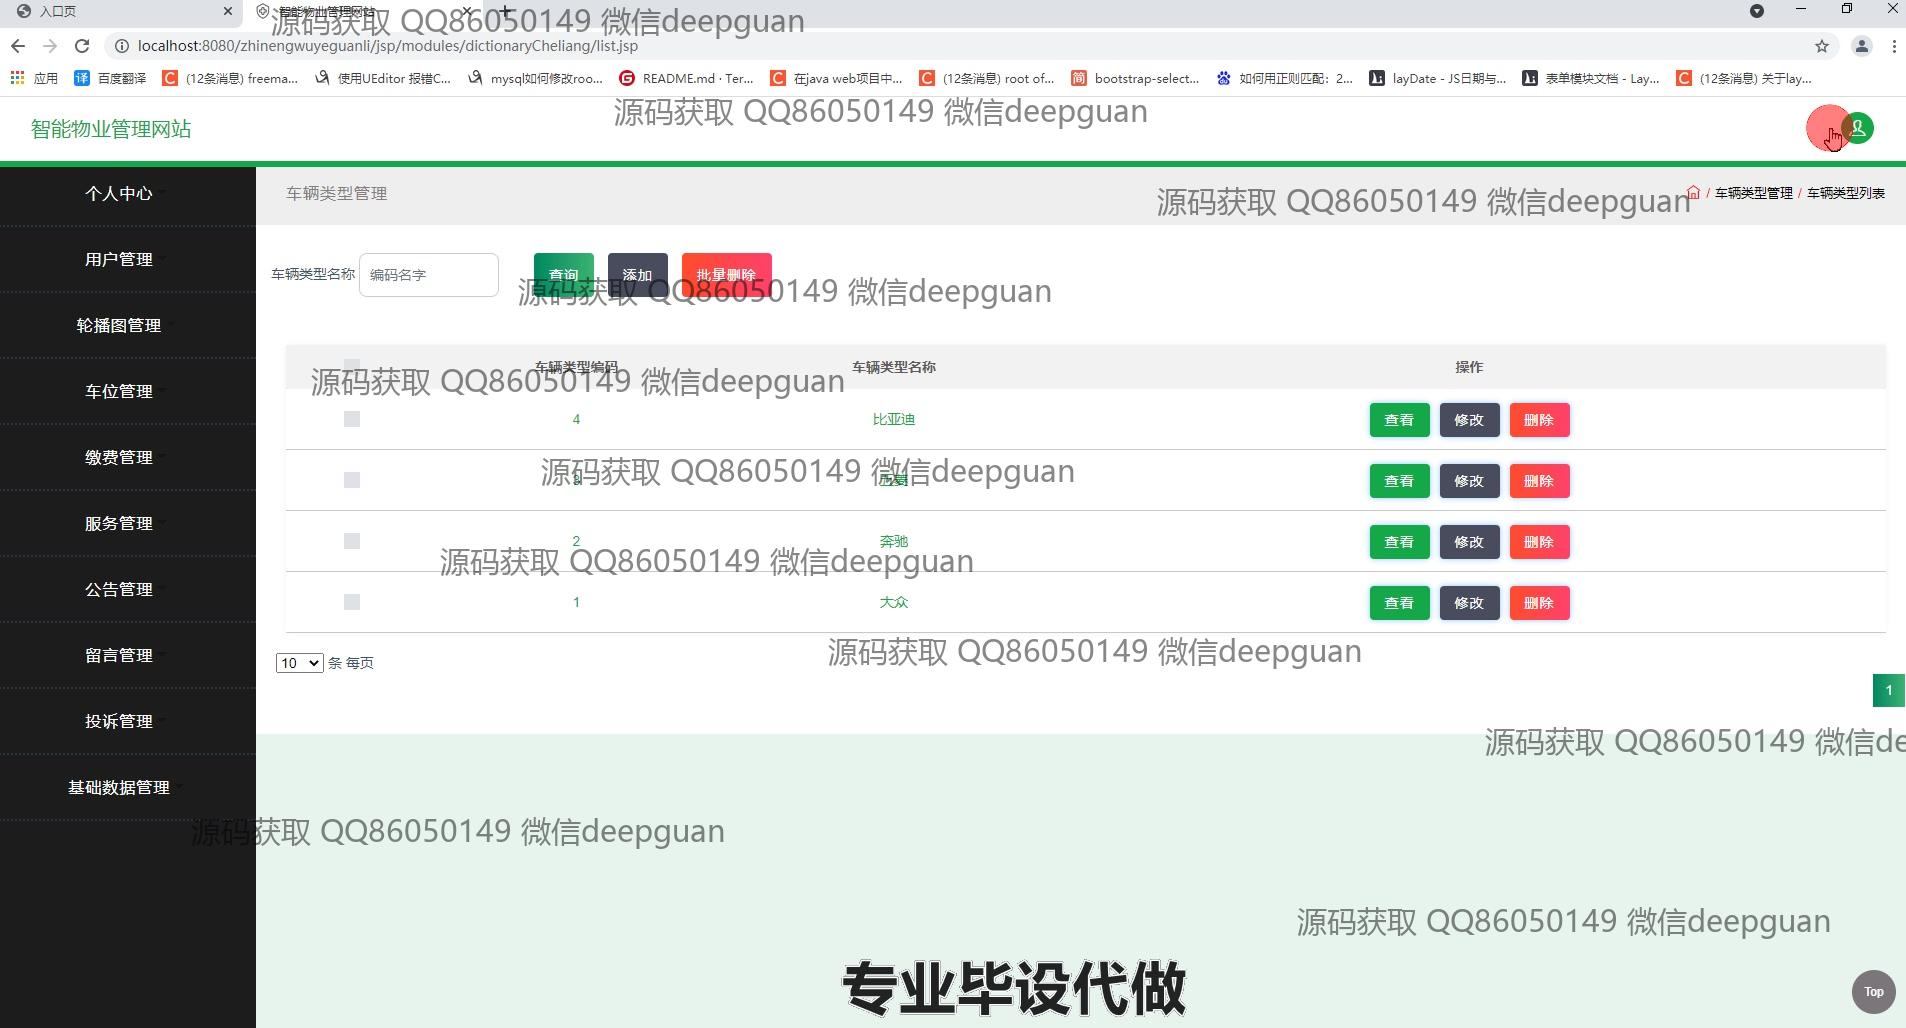 入口页
智能物业管理网站
源码获取 QQ86050149 微信deepguan
localhost:8080/zhinengwuyeguanli/jsp/modules/dictionaryCheliang/list.jsp
应用 百度翻译 (12条消息) freema... 使用UEditor 报错C... mysql如何修改roo... README.md · Ter... 在java web项目中... (12条消息) root of... bootstrap-select... 如何用正则匹配：2... layDate - JS日期与... 表单模块文档 - Lay... (12条消息) 关于lay...
源码获取 QQ86050149 微信deepguan
智能物业管理网站
个人中心
车辆类型管理
源码获取 QQ86050149 微信deepguan
/ 车辆类型管理 / 车辆类型列表
用户管理
车辆类型名称 编码名字 查询 添加 批量删除
源码获取 QQ86050149 微信deepguan
轮播图管理
车辆类型编码 车辆类型名称 操作
源码获取 QQ86050149 微信deepguan
车位管理
4 比亚迪 查看 修改 删除
缴费管理
源码获取 QQ86050149 微信deepguan
3 查看 修改 删除
服务管理
2 奔驰 查看 修改 删除
源码获取 QQ86050149 微信deepguan
公告管理
1 大众 查看 修改 删除
留言管理
源码获取 QQ86050149 微信deepguan
10 条 每页
1
投诉管理
源码获取 QQ86050149 微信de
基础数据管理
源码获取 QQ86050149 微信deepguan
源码获取 QQ86050149 微信deepguan
专业毕设代做
Top